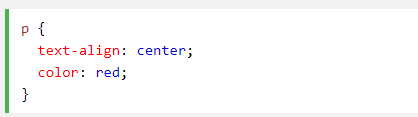 p {
  text-align: center;
  color: red;
}